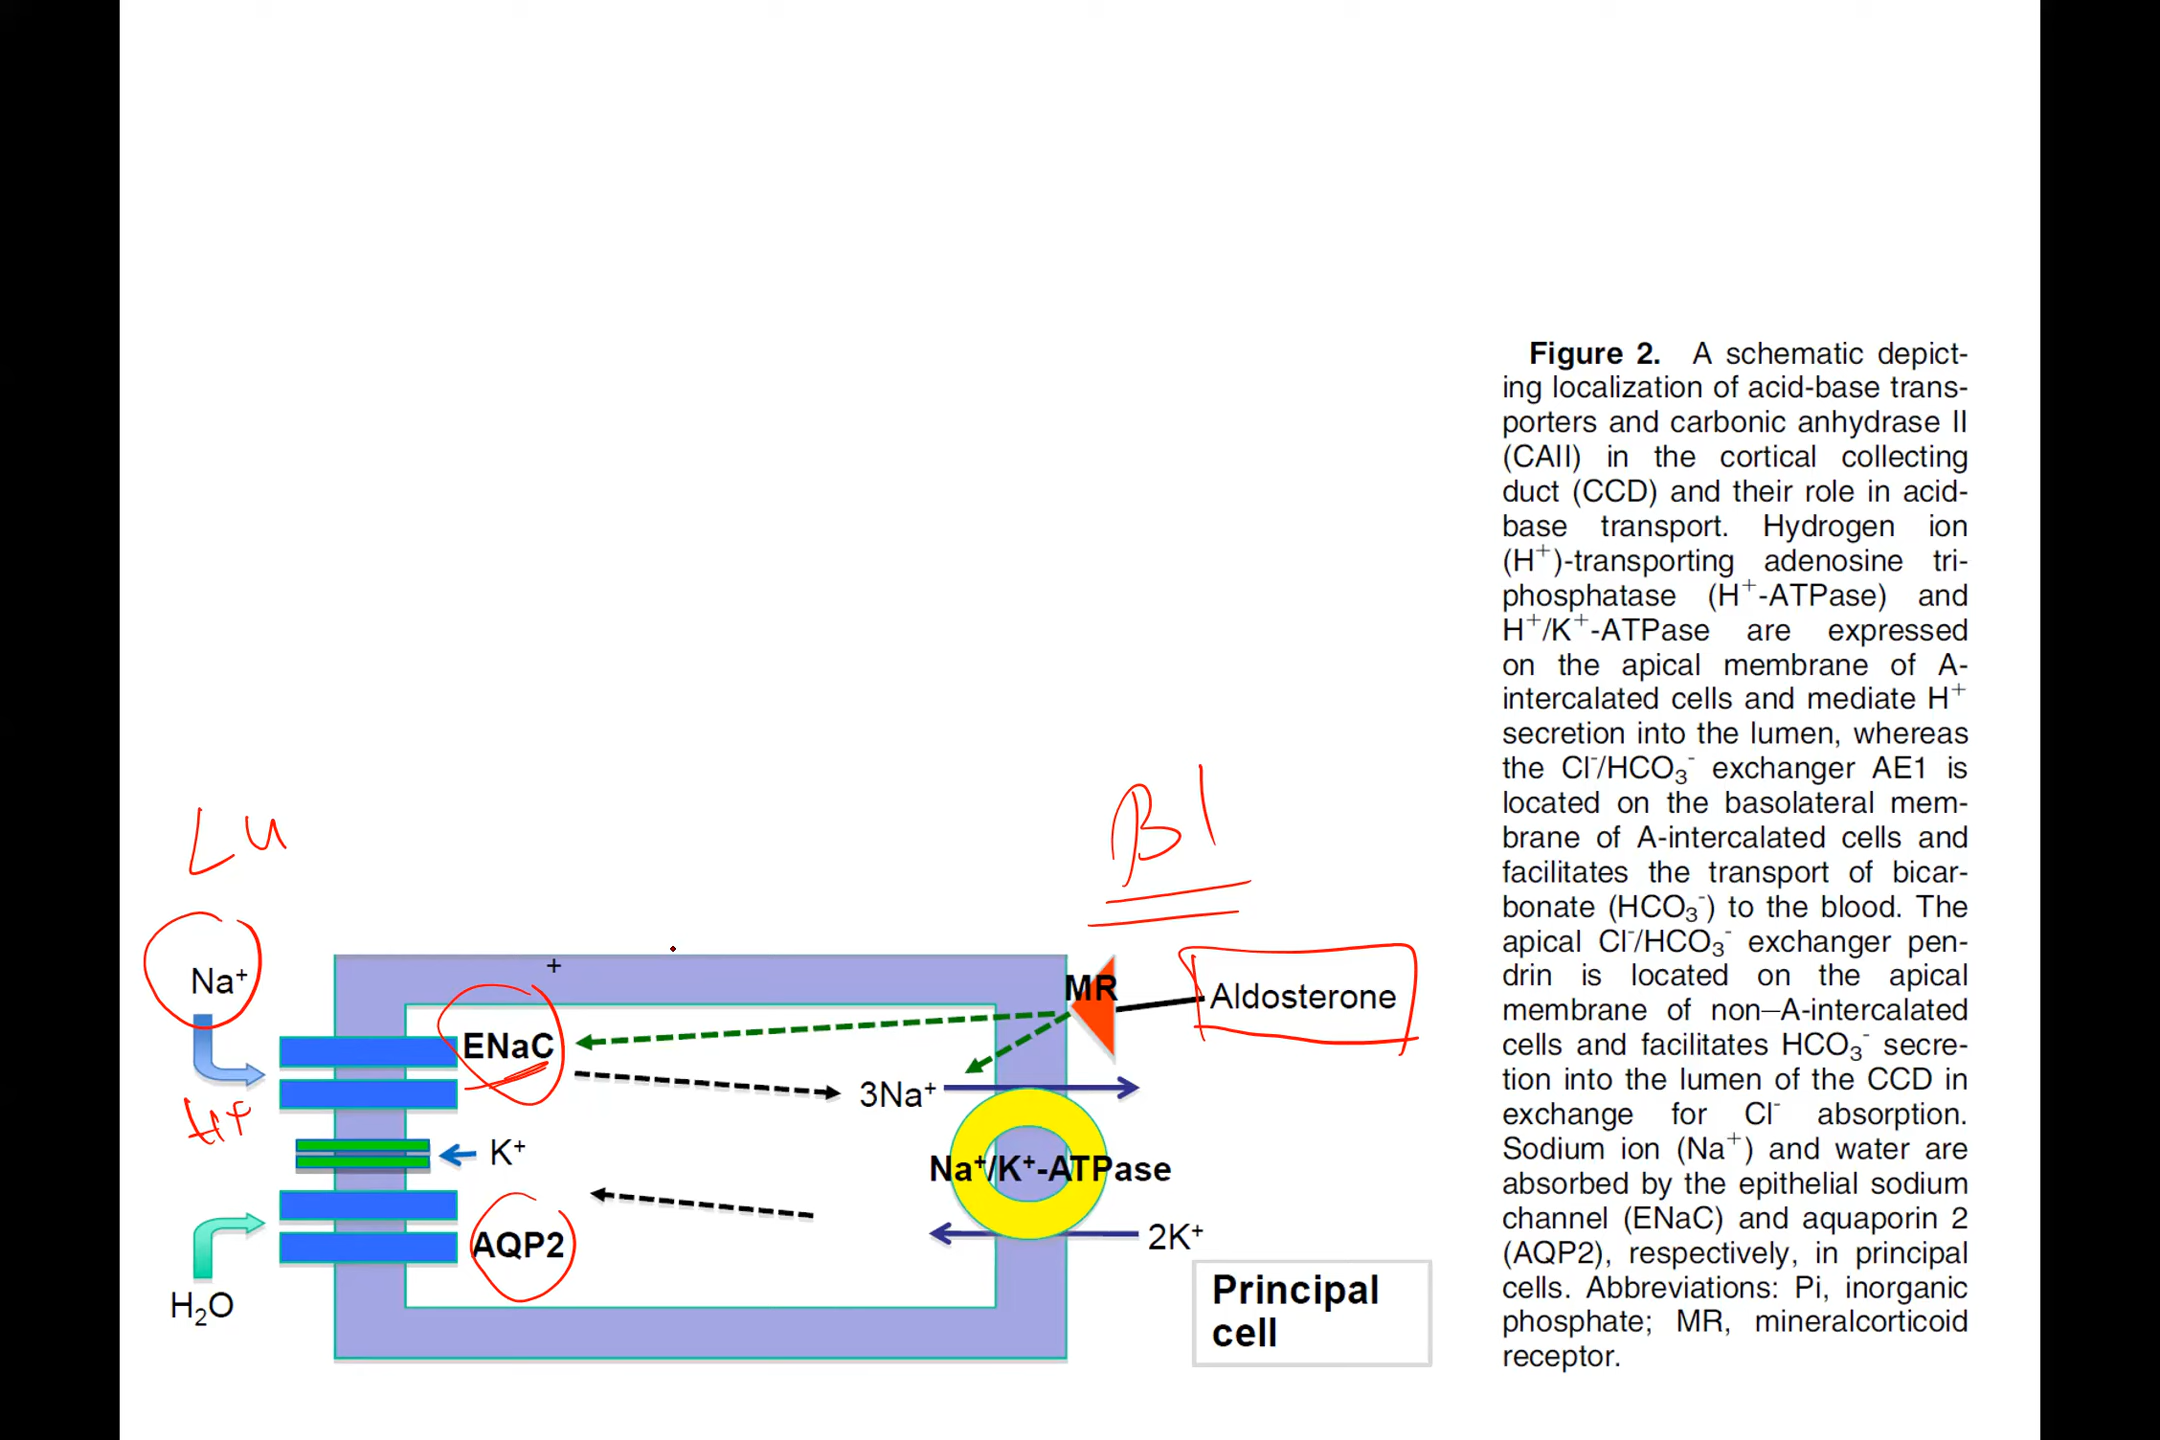 Lu
Bl
Na⁺
+
ENaC
MR
Aldosterone
3Na⁺
H+
K⁺
Na⁺/K⁺-ATPase
AQP2
2K⁺
H₂O
Principal
cell
Figure 2. A schematic depict-
ing localization of acid-base trans-
porters and carbonic anhydrase II
(CAII) in the cortical collecting
duct (CCD) and their role in acid-
base transport. Hydrogen ion
(H⁺)-transporting adenosine tri-
phosphatase (H⁺-ATPase) and
H⁺/K⁺-ATPase are expressed
on the apical membrane of A-
intercalated cells and mediate H⁺
secretion into the lumen, whereas
the Cl⁻/HCO₃⁻ exchanger AE1 is
located on the basolateral mem-
brane of A-intercalated cells and
facilitates the transport of bicar-
bonate (HCO₃⁻) to the blood. The
apical Cl⁻/HCO₃⁻ exchanger pen-
drin is located on the apical
membrane of non–A-intercalated
cells and facilitates HCO₃⁻ secre-
tion into the lumen of the CCD in
exchange for Cl⁻ absorption.
Sodium ion (Na⁺) and water are
absorbed by the epithelial sodium
channel (ENaC) and aquaporin 2
(AQP2), respectively, in principal
cells. Abbreviations: Pi, inorganic
phosphate; MR, mineralcorticoid
receptor.